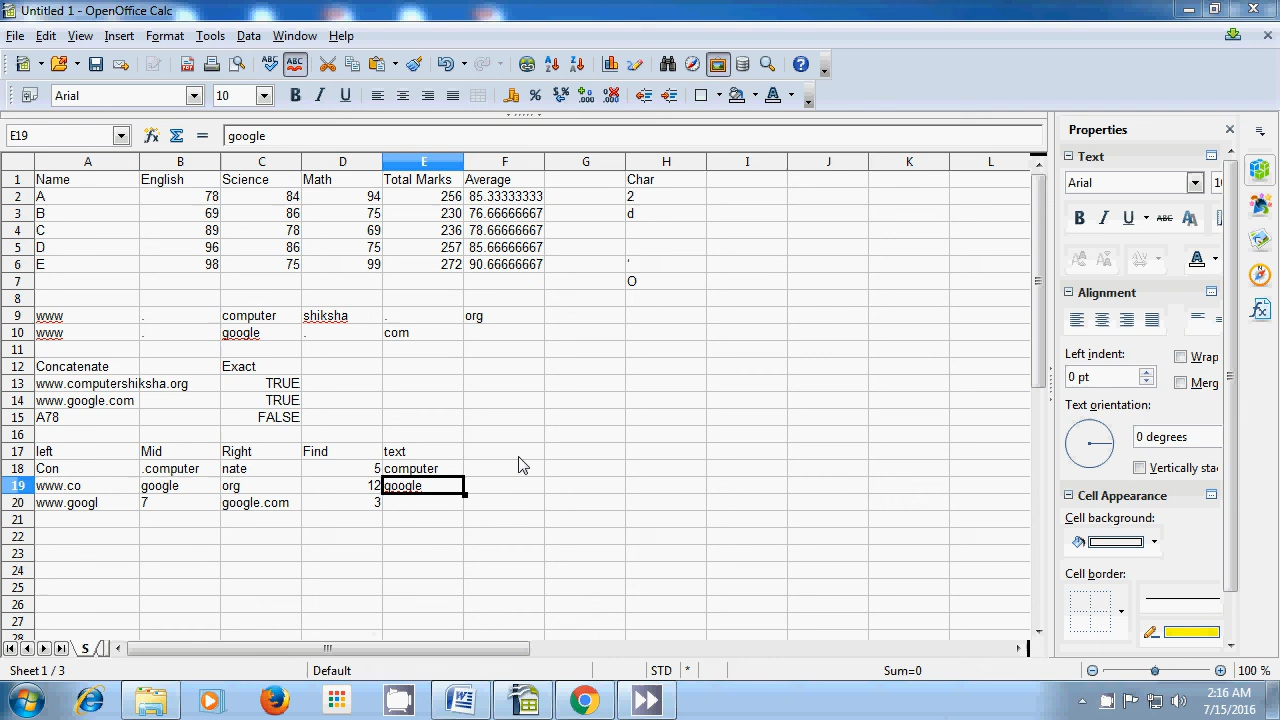 Untitled 1 - OpenOffice Calc
File Edit View Insert Format Tools Data Window Help
Arial 10
E19 google
A B C D E F G H I J K L
1 Name English Science Math Total Marks Average Char
2 A 78 84 94 256 85.33333333 2
3 B 69 86 75 230 76.66666667 d
4 C 89 78 69 236 76.66666667
5 D 96 86 75 257 85.66666667
6 E 98 75 99 272 90.66666667 '
7 O
8
9 www . computer shiksha . org
10 www . google . com
11
12 Concatenate Exact
13 www.computershiksha.org TRUE
14 www.google.com TRUE
15 A78 FALSE
16
17 left Mid Right Find text
18 Con .computer nate 5 computer
19 www.co google org 12 google
20 www.googl 7 google.com 3
21
22
23
24
25
26
27
28
S
Sheet 1 / 3 Default STD * Sum=0 100 %
Properties
Text
Arial 10
Alignment
Left indent: Wrap
0 pt Merg
Text orientation:
0 degrees
Vertically sta
Cell Appearance
Cell background:
Cell border:
2:16 AM
7/15/2016